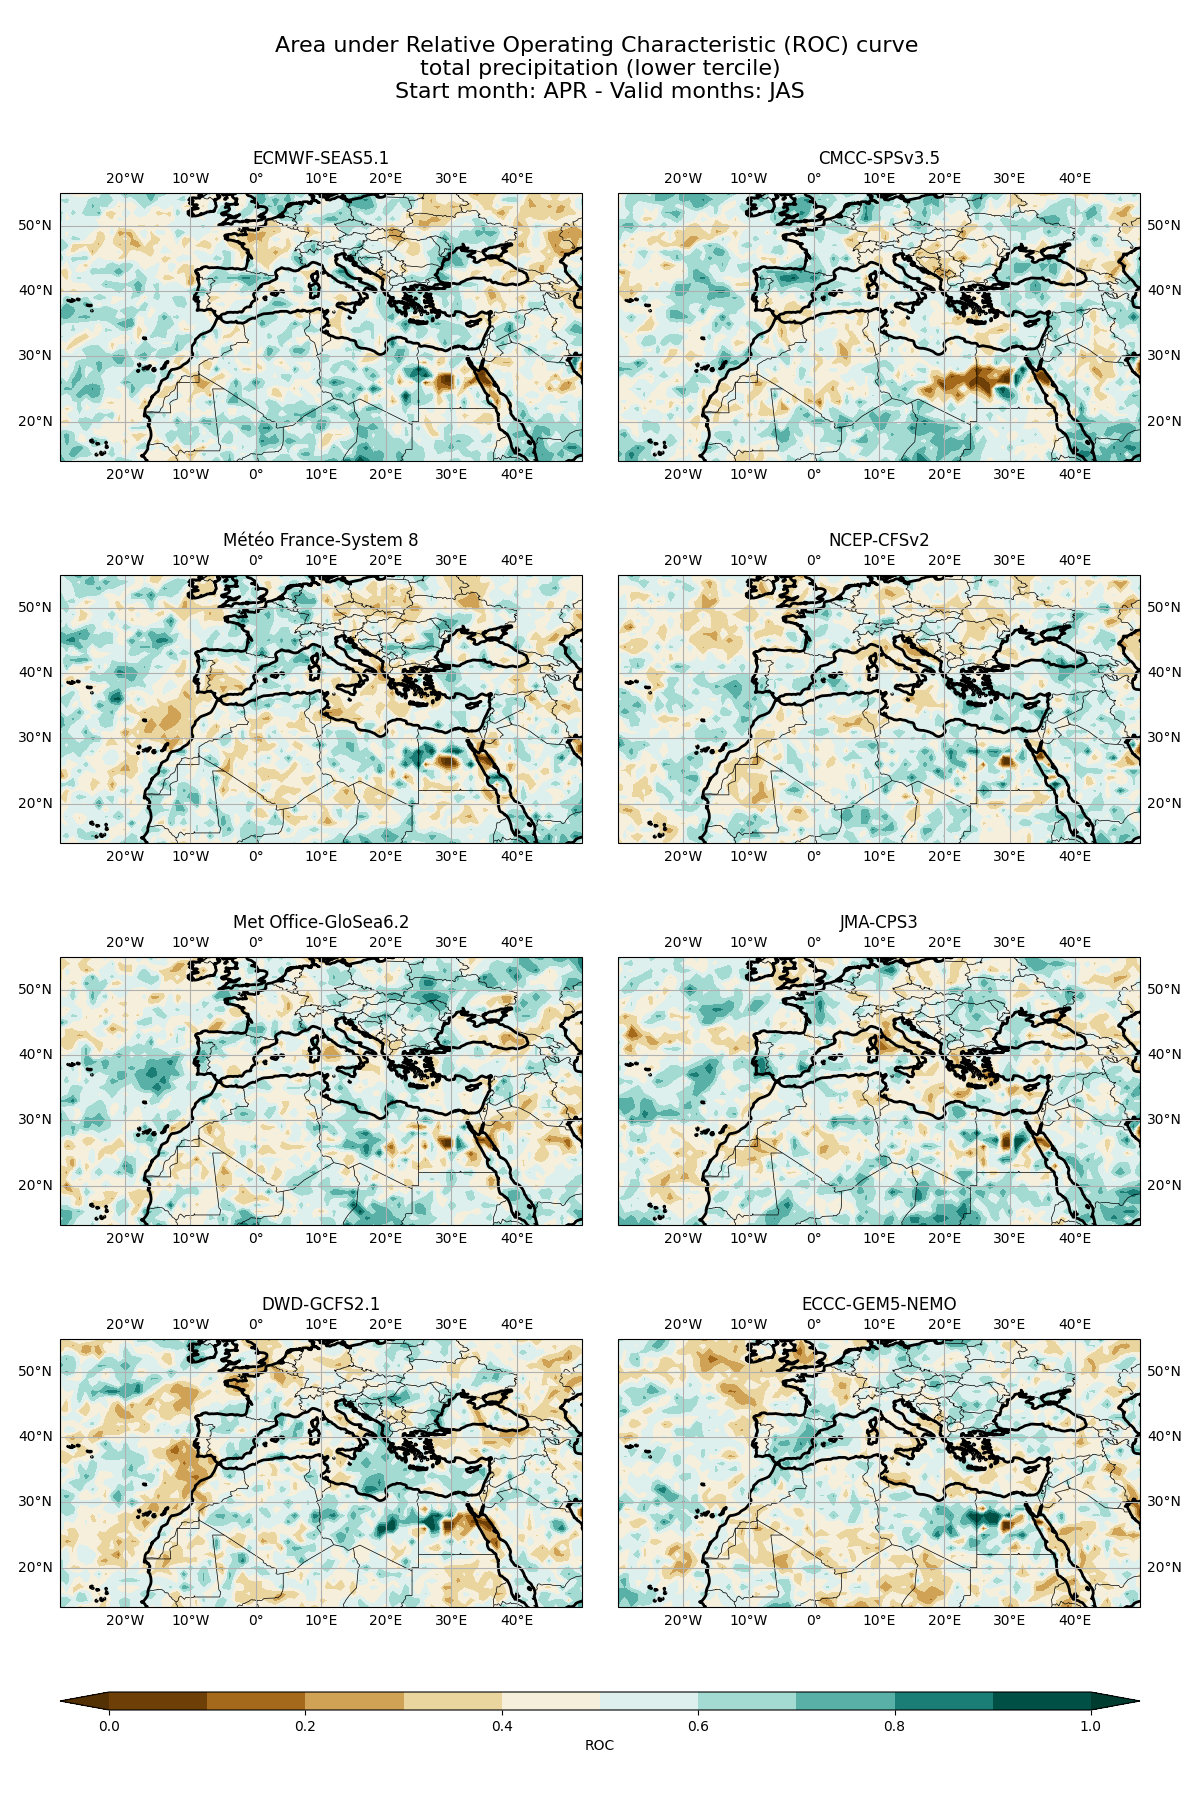 Area under Relative Operating Characteristic (ROC) curve
total precipitation (lower tercile)
Start month: APR - Valid months: JAS
ECMWF-SEAS5.1
20°W 10°W 0° 10°E 20°E 30°E 40°E
50°N
40°N
30°N
20°N
20°W 10°W 0° 10°E 20°E 30°E 40°E
CMCC-SPSv3.5
20°W 10°W 0° 10°E 20°E 30°E 40°E
50°N
40°N
30°N
20°N
20°W 10°W 0° 10°E 20°E 30°E 40°E
Météo France-System 8
20°W 10°W 0° 10°E 20°E 30°E 40°E
50°N
40°N
30°N
20°N
20°W 10°W 0° 10°E 20°E 30°E 40°E
NCEP-CFSv2
20°W 10°W 0° 10°E 20°E 30°E 40°E
50°N
40°N
30°N
20°N
20°W 10°W 0° 10°E 20°E 30°E 40°E
Met Office-GloSea6.2
20°W 10°W 0° 10°E 20°E 30°E 40°E
50°N
40°N
30°N
20°N
20°W 10°W 0° 10°E 20°E 30°E 40°E
JMA-CPS3
20°W 10°W 0° 10°E 20°E 30°E 40°E
50°N
40°N
30°N
20°N
20°W 10°W 0° 10°E 20°E 30°E 40°E
DWD-GCFS2.1
20°W 10°W 0° 10°E 20°E 30°E 40°E
50°N
40°N
30°N
20°N
20°W 10°W 0° 10°E 20°E 30°E 40°E
ECCC-GEM5-NEMO
20°W 10°W 0° 10°E 20°E 30°E 40°E
50°N
40°N
30°N
20°N
20°W 10°W 0° 10°E 20°E 30°E 40°E
0.0 0.2 0.4 0.6 0.8 1.0
ROC